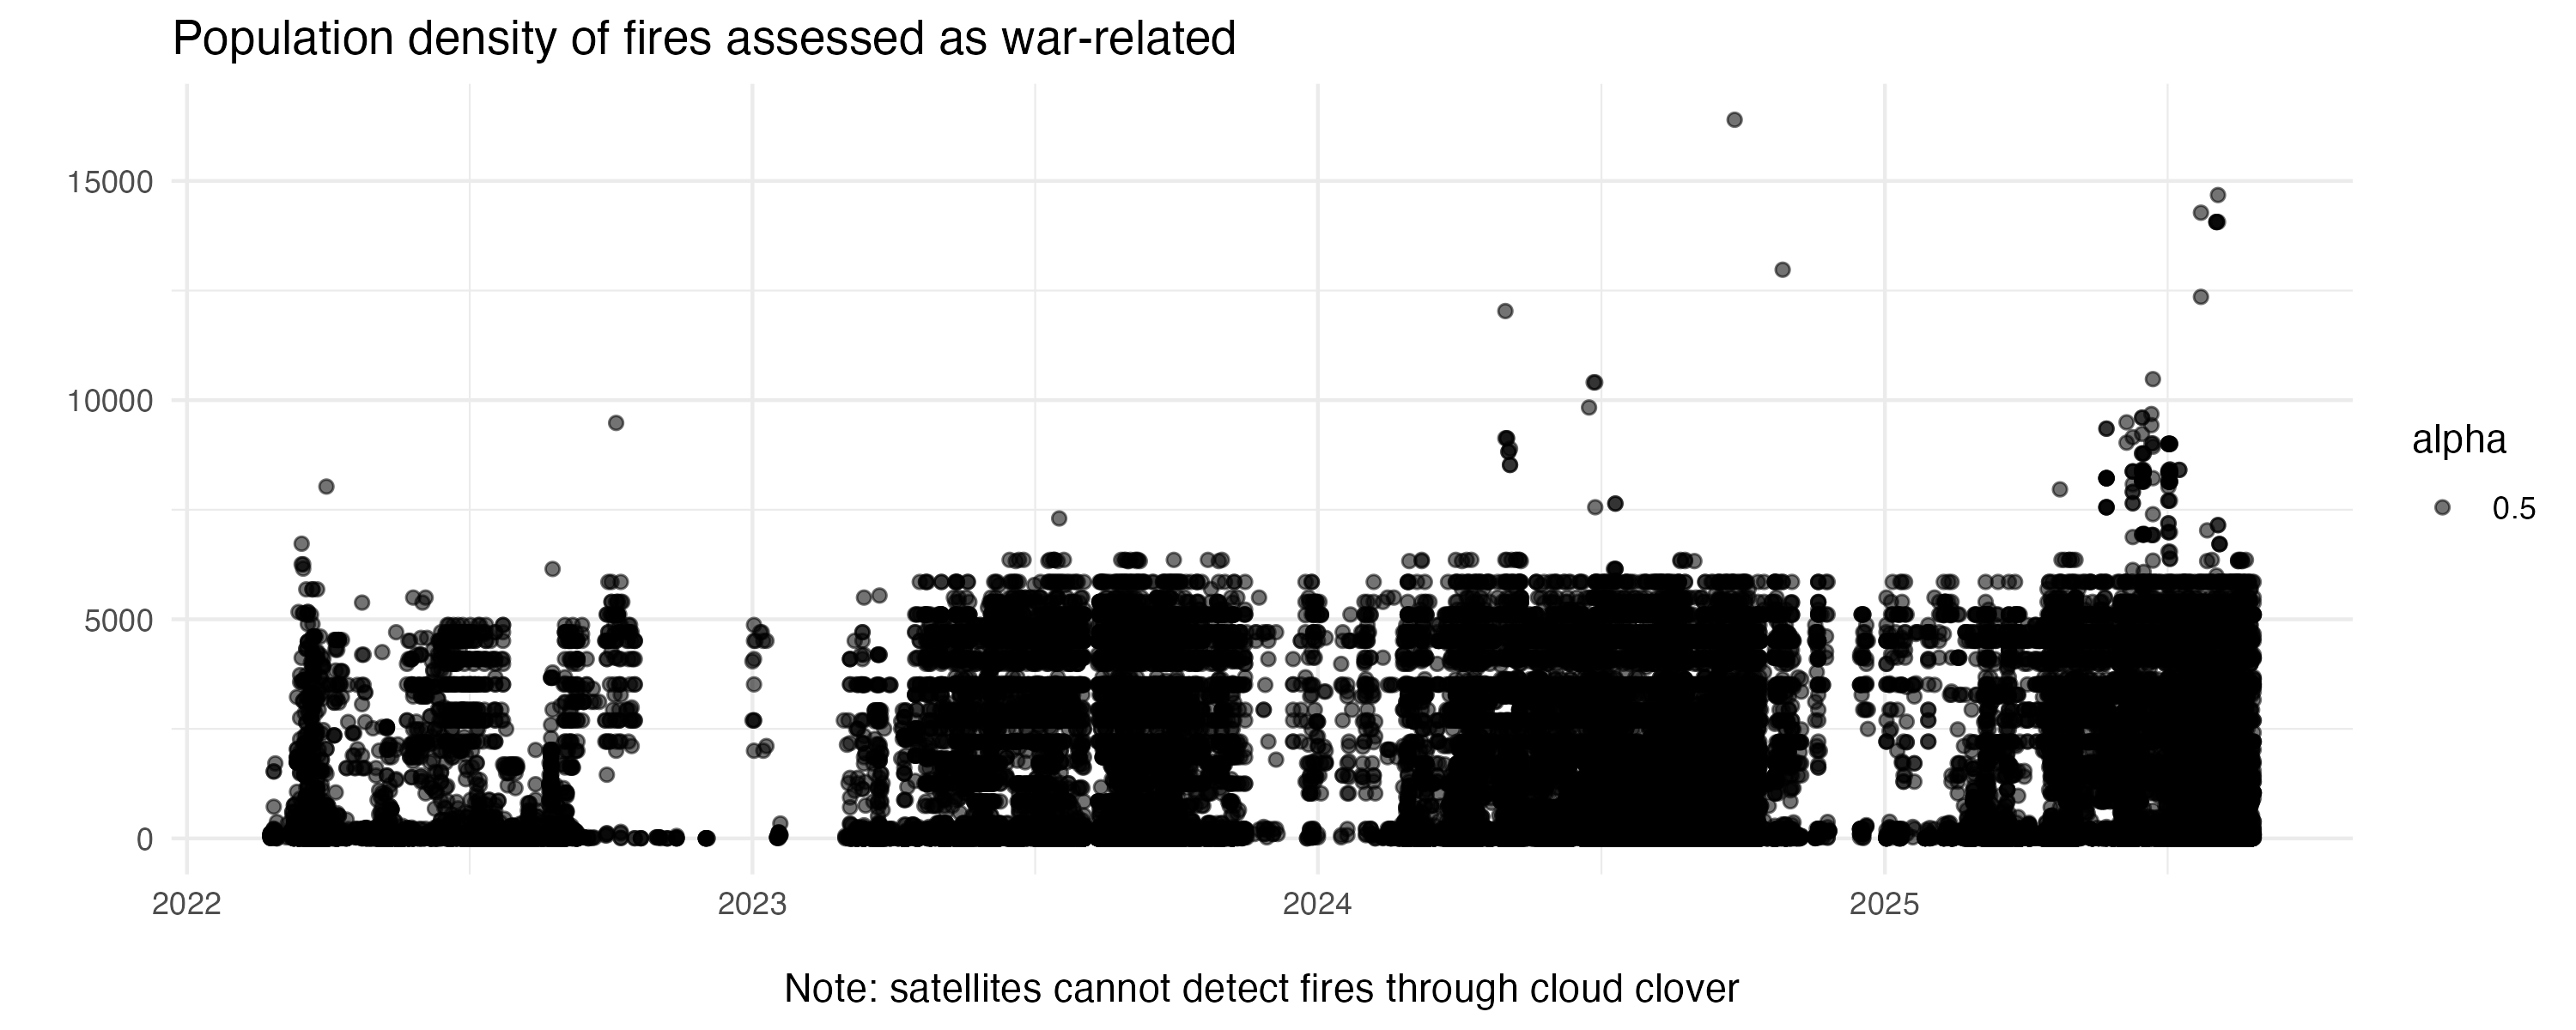 Population density of fires assessed as war-related
15000
10000
5000
0
2022 2023 2024 2025
alpha
0.5
Note: satellites cannot detect fires through cloud clover